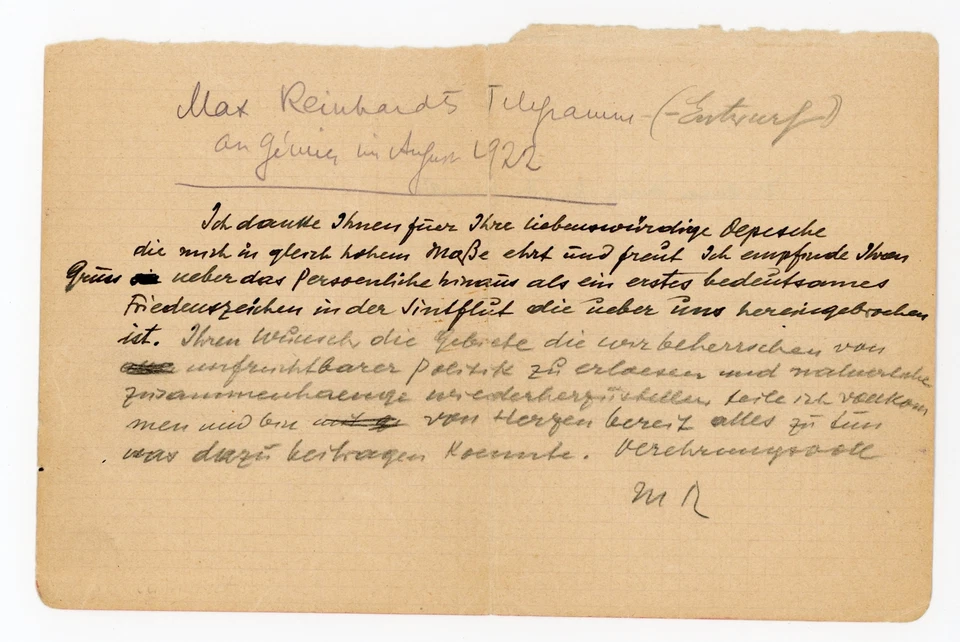 Max Reinhardts Telegramm-(-Entwurf)
an Gémier im August 1922
Ich danke Ihnen fuer Ihre liebenswürdige Depesche
die mich in gleich hohem Maße ehrt und freut Ich empfinde Ihren
Gruss ueber das Persoenliche hinaus als ein erstes bedeutsames
Friedenszeichen in der Sintflut die ueber uns hereingebrochen
ist. Ihren Wunsch die Gebiete die wir beherrschen von
unfruchtbarer Politik zu erloesen und natuerliche
zusammenhaenge wiederherzustellen teile ich vollkom
men und bin von Herzen bereit alles zu tun
was dazu beitragen koennte. Verehrungsvoll
M R